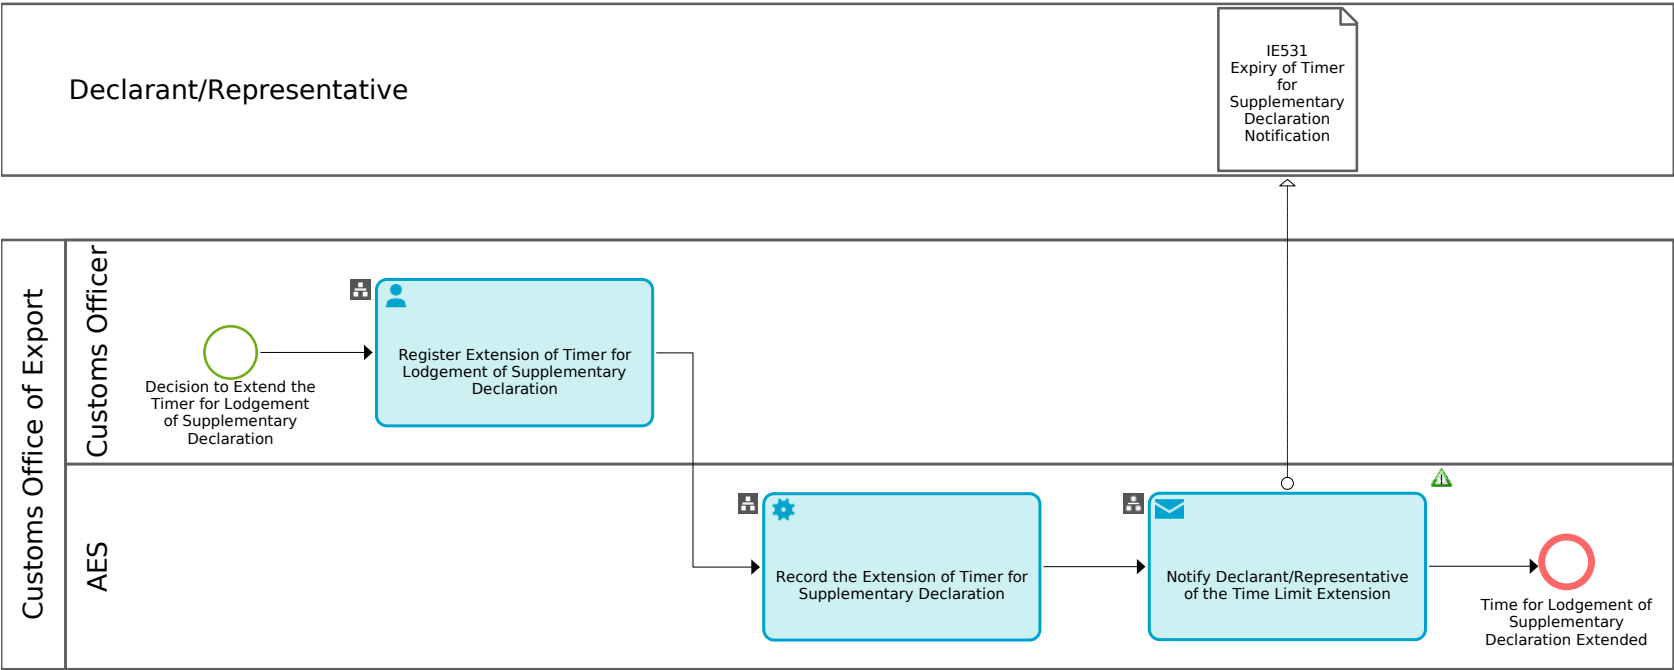 Declarant/Representative
IE531
Expiry of Timer
for
Supplementary
Declaration
Notification
Customs Office of Export
Customs Officer
Decision to Extend the
Timer for Lodgement
of Supplementary
Declaration
Register Extension of Timer for
Lodgement of Supplementary
Declaration
AES
Record the Extension of Timer for
Supplementary Declaration
Notify Declarant/Representative
of the Time Limit Extension
Time for Lodgement of
Supplementary
Declaration Extended